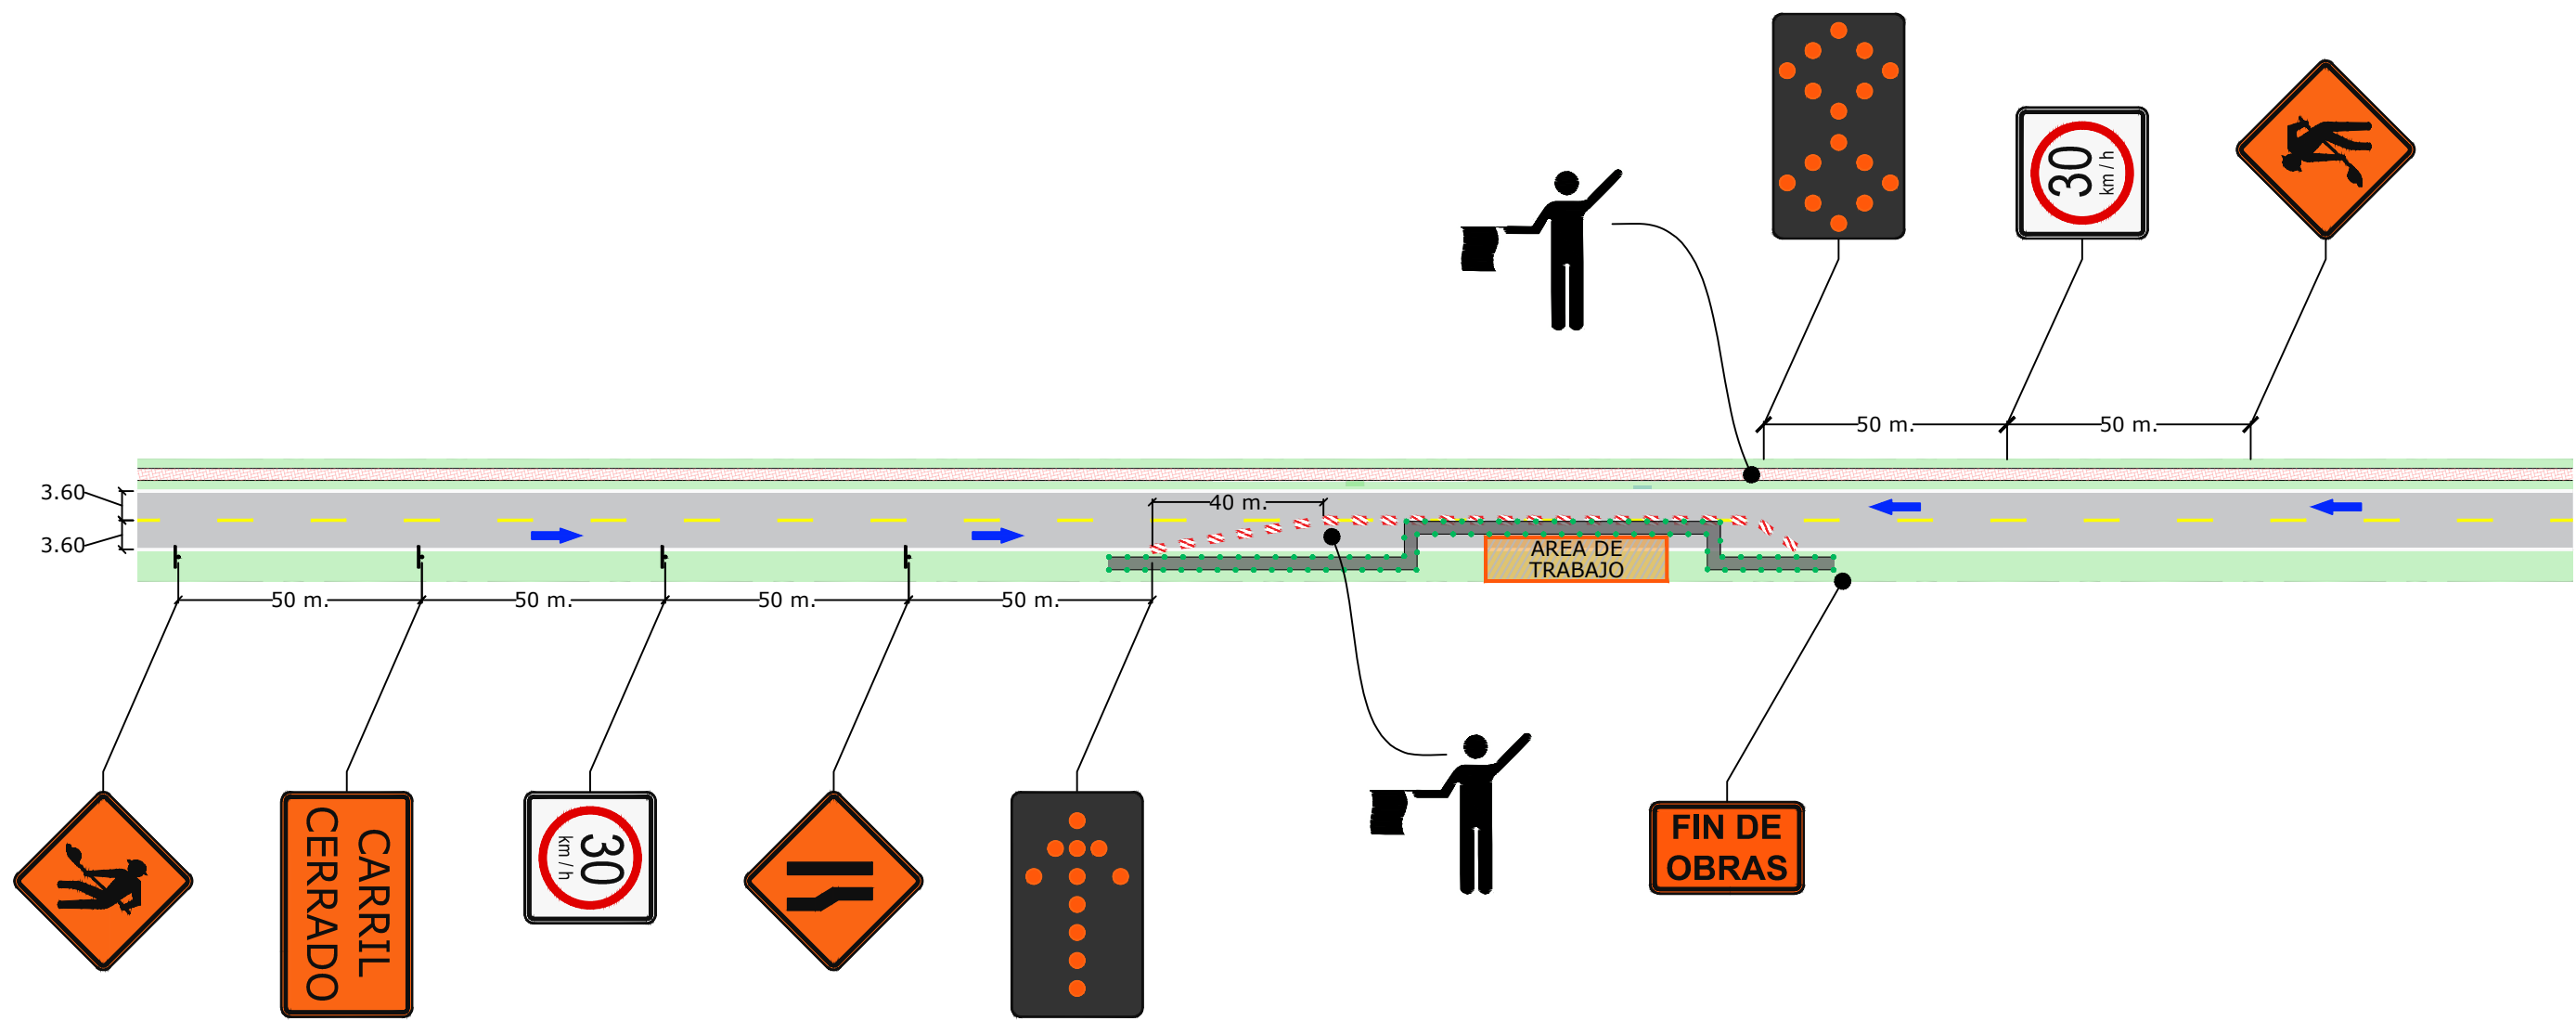 30
km / h
50 m.
50 m.
3.60
40 m.
3.60
AREA DE
TRABAJO
50 m.
50 m.
50 m.
50 m.
CARRIL
CERRADO
30
km / h
FIN DE
OBRAS